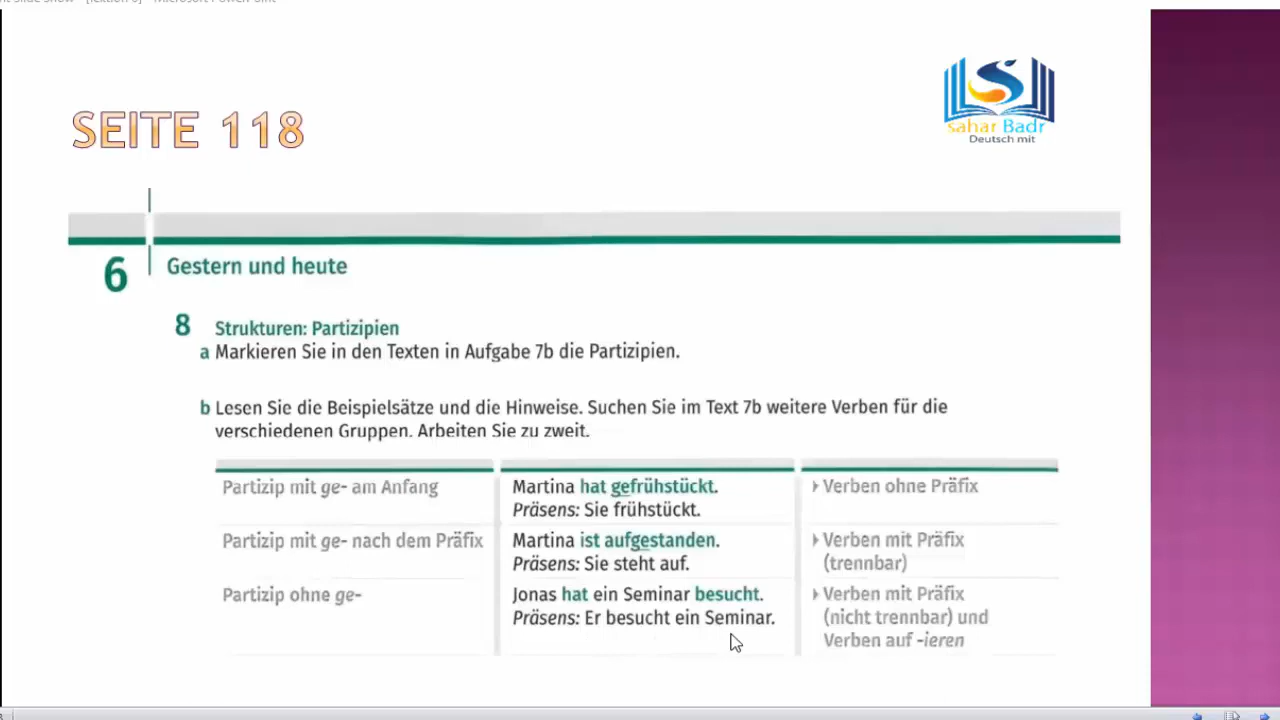 SEITE 118
sahar Badr
Deutsch mit
6 Gestern und heute
8 Strukturen: Partizipien
a Markieren Sie in den Texten in Aufgabe 7b die Partizipien.
b Lesen Sie die Beispielsätze und die Hinweise. Suchen Sie im Text 7b weitere Verben für die
verschiedenen Gruppen. Arbeiten Sie zu zweit.
Partizip mit ge- am Anfang
Martina hat gefrühstückt.
Präsens: Sie frühstückt.
Verben ohne Präfix
Partizip mit ge- nach dem Präfix
Martina ist aufgestanden.
Präsens: Sie steht auf.
Verben mit Präfix
(trennbar)
Partizip ohne ge-
Jonas hat ein Seminar besucht.
Präsens: Er besucht ein Seminar.
Verben mit Präfix
(nicht trennbar) und
Verben auf -ieren